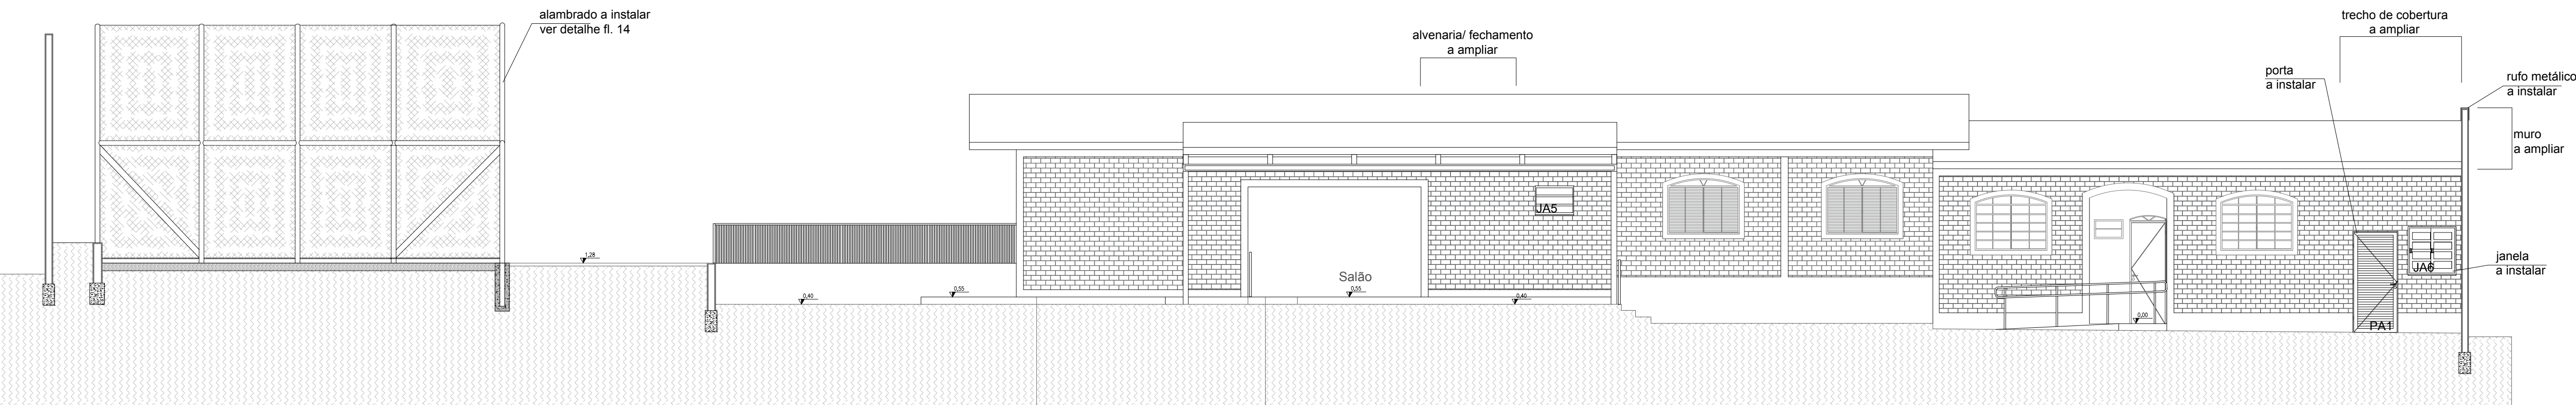 alambrado a instalar
ver detalhe fl. 14
alvenaria/ fechamento
a ampliar
trecho de cobertura
a ampliar
porta
a instalar
rufo metálico
a instalar
muro
a ampliar
janela
a instalar
JA5
JA6
PA1
Salão
1,28
0,40
0,55
0,55
0,40
0,00